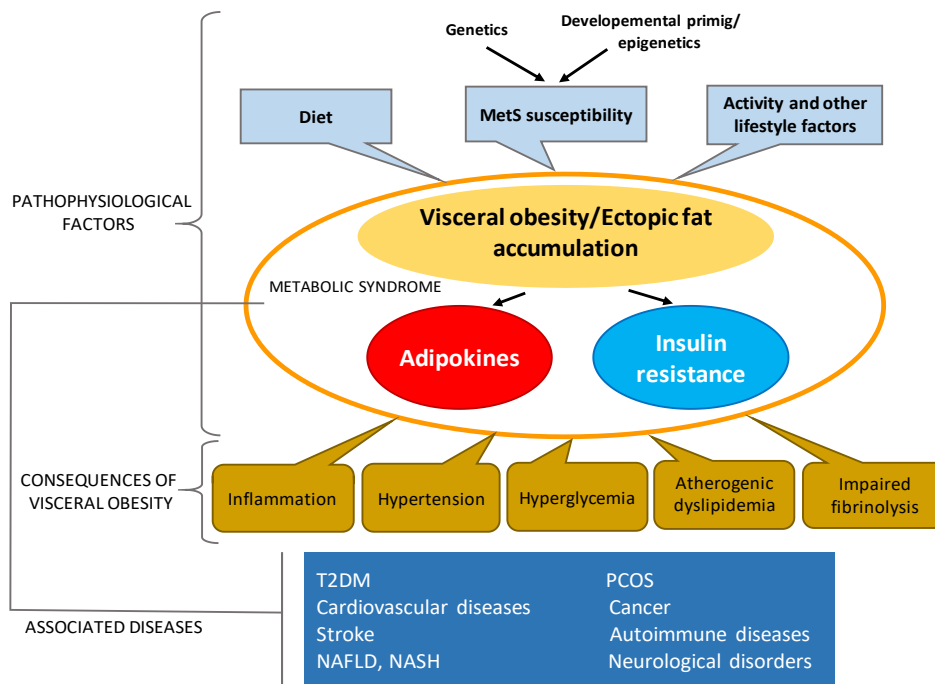 Genetics
Developemental primig/
epigenetics
Diet
MetS susceptibility
Activity and other
lifestyle factors
PATHOPHYSIOLOGICAL
FACTORS
Visceral obesity/Ectopic fat
accumulation
METABOLIC SYNDROME
Adipokines
Insulin
resistance
CONSEQUENCES OF
VISCERAL OBESITY
Inflammation
Hypertension
Hyperglycemia
Atherogenic
dyslipidemia
Impaired
fibrinolysis
ASSOCIATED DISEASES
T2DM
Cardiovascular diseases
Stroke
NAFLD, NASH
PCOS
Cancer
Autoimmune diseases
Neurological disorders